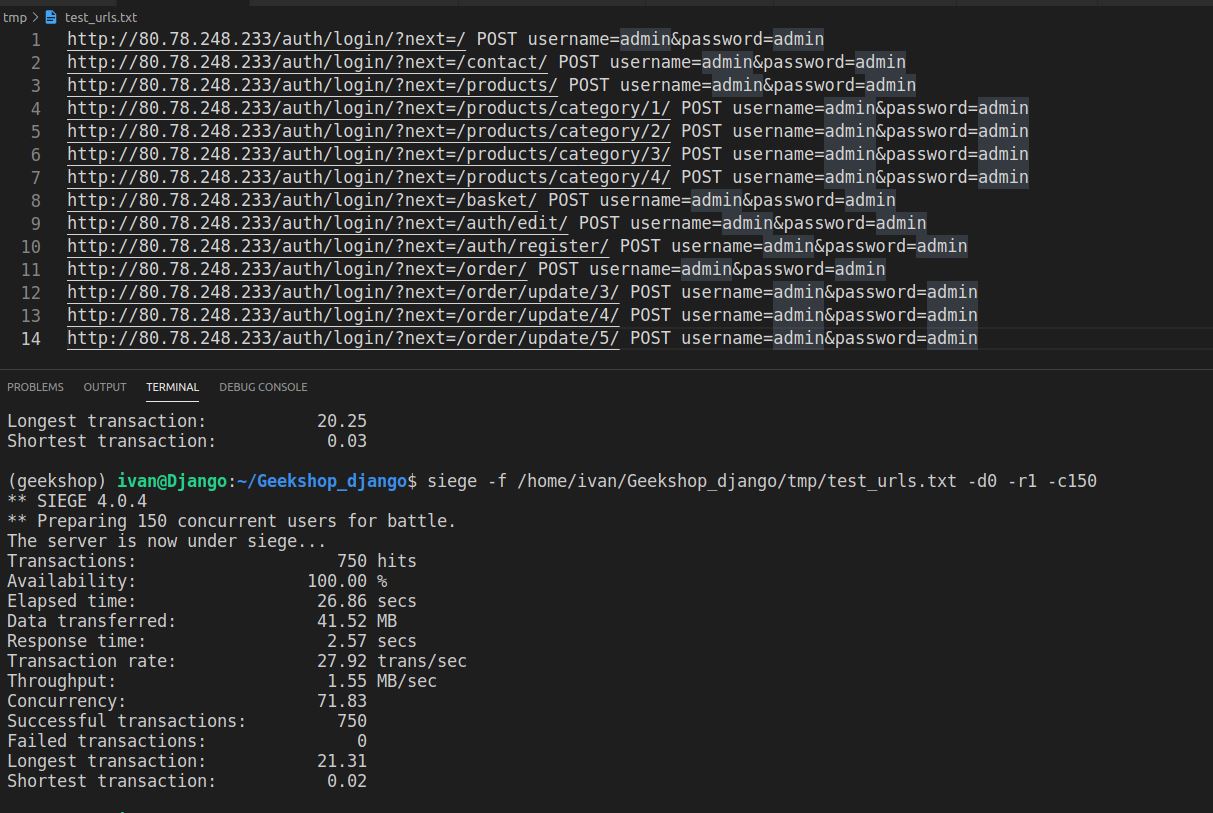 tmp > test_urls.txt
1 http://80.78.248.233/auth/login/?next=/ POST username=admin&password=admin
2 http://80.78.248.233/auth/login/?next=/contact/ POST username=admin&password=admin
3 http://80.78.248.233/auth/login/?next=/products/ POST username=admin&password=admin
4 http://80.78.248.233/auth/login/?next=/products/category/1/ POST username=admin&password=admin
5 http://80.78.248.233/auth/login/?next=/products/category/2/ POST username=admin&password=admin
6 http://80.78.248.233/auth/login/?next=/products/category/3/ POST username=admin&password=admin
7 http://80.78.248.233/auth/login/?next=/products/category/4/ POST username=admin&password=admin
8 http://80.78.248.233/auth/login/?next=/basket/ POST username=admin&password=admin
9 http://80.78.248.233/auth/login/?next=/auth/edit/ POST username=admin&password=admin
10 http://80.78.248.233/auth/login/?next=/auth/register/ POST username=admin&password=admin
11 http://80.78.248.233/auth/login/?next=/order/ POST username=admin&password=admin
12 http://80.78.248.233/auth/login/?next=/order/update/3/ POST username=admin&password=admin
13 http://80.78.248.233/auth/login/?next=/order/update/4/ POST username=admin&password=admin
14 http://80.78.248.233/auth/login/?next=/order/update/5/ POST username=admin&password=admin
PROBLEMS OUTPUT TERMINAL DEBUG CONSOLE
Longest transaction: 20.25
Shortest transaction: 0.03
(geekshop) ivan@Django:~/Geekshop_django$ siege -f /home/ivan/Geekshop_django/tmp/test_urls.txt -d0 -r1 -c150
** SIEGE 4.0.4
** Preparing 150 concurrent users for battle.
The server is now under siege...
Transactions: 750 hits
Availability: 100.00 %
Elapsed time: 26.86 secs
Data transferred: 41.52 MB
Response time: 2.57 secs
Transaction rate: 27.92 trans/sec
Throughput: 1.55 MB/sec
Concurrency: 71.83
Successful transactions: 750
Failed transactions: 0
Longest transaction: 21.31
Shortest transaction: 0.02